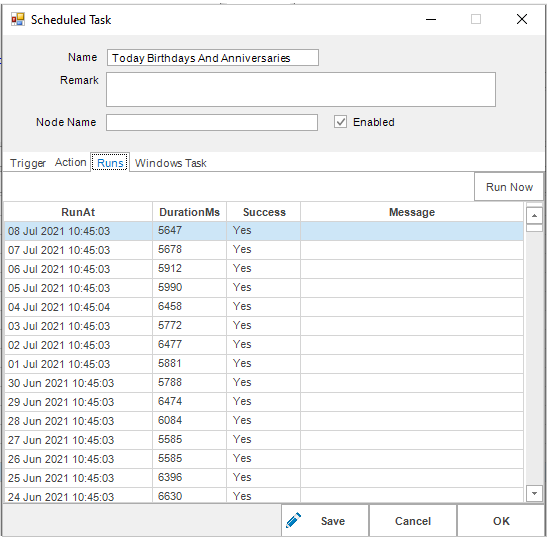 Scheduled Task
Name Today Birthdays And Anniversaries
Remark
Node Name Enabled
Trigger Action Runs Windows Task
Run Now
RunAt DurationMs Success Message
08 Jul 2021 10:45:03 5647 Yes
07 Jul 2021 10:45:03 5678 Yes
06 Jul 2021 10:45:03 5912 Yes
05 Jul 2021 10:45:03 5990 Yes
04 Jul 2021 10:45:04 6458 Yes
03 Jul 2021 10:45:03 5772 Yes
02 Jul 2021 10:45:03 6477 Yes
01 Jul 2021 10:45:03 5881 Yes
30 Jun 2021 10:45:03 5788 Yes
29 Jun 2021 10:45:03 6474 Yes
28 Jun 2021 10:45:03 6084 Yes
27 Jun 2021 10:45:03 5585 Yes
26 Jun 2021 10:45:03 5585 Yes
25 Jun 2021 10:45:03 6396 Yes
24 Jun 2021 10:45:03 6630 Yes
Save Cancel OK